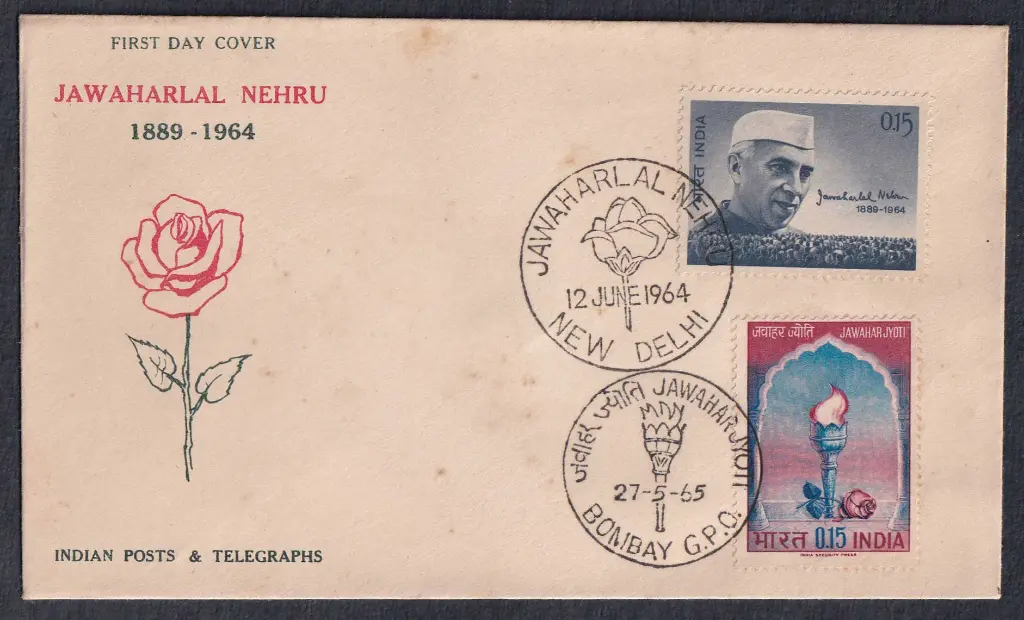 FIRST DAY COVER
JAWAHARLAL NEHRU
1889 - 1964
INDIAN POSTS & TELEGRAPHS
भारत INDIA
0.15
Jawaharlal Nehru
1889-1964
JAWAHARLAL NEHRU
12 JUNE 1964
NEW DELHI
जवाहर ज्योति JAWAHAR JYOTI
भारत 0.15 INDIA
INDIA SECURITY PRESS
जवाहर ज्योति JAWAHAR JYOTI
27-5-65
BOMBAY G.P.O.